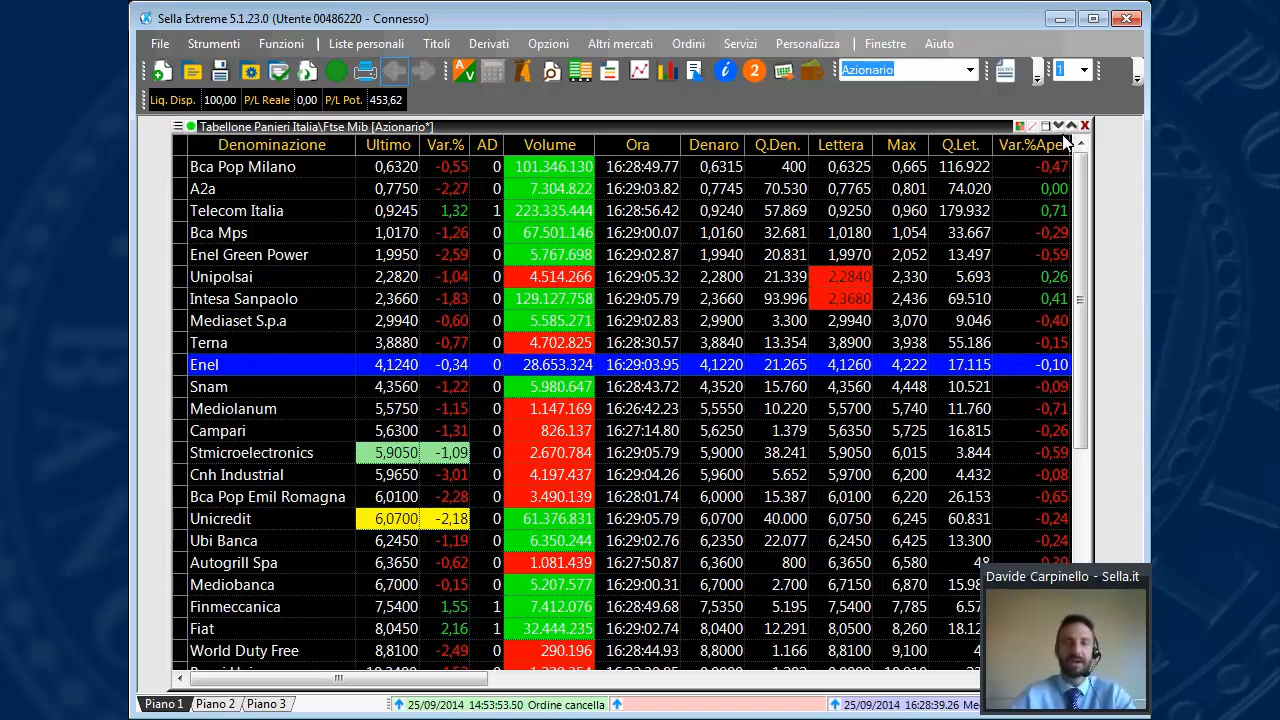 Sella Extreme 5.1.23.0 (Utente 00486220 - Connesso)
File Strumenti Funzioni Liste personali Titoli Derivati Opzioni Altri mercati Ordini Servizi Personalizza Finestre Aiuto
Azionario 1
Liq. Disp. 100,00 P/L Reale 0,00 P/L Pot. 453,62
Tabellone Panieri Italia\Ftse Mib [Azionario*]
Denominazione Ultimo Var.% AD Volume Ora Denaro Q.Den. Lettera Max Q.Let. Var.%Ape
Bca Pop Milano 0,6320 -0,55 0 101.346.130 16:28:49.77 0,6315 400 0,6325 0,665 116.822 -0,47
A2a 0,7750 -2,27 0 7.304.822 16:29:03.82 0,7745 70.530 0,7765 0,801 74.020 0,00
Telecom Italia 0,9245 1,32 1 223.335.444 16:28:56.42 0,9240 57.869 0,9250 0,960 179.932 0,71
Bca Mps 1,0170 -1,26 0 67.501.146 16:29:00.07 1,0160 32.681 1,0180 1,054 33.667 -0,29
Enel Green Power 1,9950 -2,59 0 5.767.698 16:29:02.87 1,9940 20.831 1,9970 2,052 13.497 -0,59
Unipolsai 2,2820 -1,04 0 4.514.266 16:29:05.32 2,2800 21.339 2,2840 2,330 5.693 0,26
Intesa Sanpaolo 2,3660 -1,83 0 129.127.758 16:29:05.79 2,3660 93.996 2,3680 2,436 69.510 0,41
Mediaset S.p.a 2,9940 -0,60 0 5.585.271 16:29:02.83 2,9900 3.300 2,9940 3,070 9.046 -0,40
Terna 3,8880 -0,77 0 4.702.825 16:28:30.57 3,8840 13.354 3,8900 3,938 55.186 -0,15
Enel 4,1240 -0,34 0 28.653.324 16:29:03.95 4,1220 21.265 4,1260 4,222 17.115 -0,10
Snam 4,3560 -1,22 0 5.980.647 16:28:43.72 4,3520 15.760 4,3560 4,448 10.521 -0,09
Mediolanum 5,5750 -1,15 0 1.147.169 16:26:42.23 5,5550 10.220 5,5700 5,740 11.760 -0,71
Campari 5,6300 -1,31 0 826.137 16:27:14.80 5,6250 1.379 5,6350 5,725 16.815 -0,26
Stmicroelectronics 5,9050 -1,09 0 2.670.784 16:29:05.79 5,9000 38.241 5,9050 6,015 3.844 -0,59
Cnh Industrial 5,9650 -3,01 0 4.197.437 16:29:04.26 5,9600 5.652 5,9700 6,200 4.432 -0,08
Bca Pop Emil Romagna 6,0100 -2,28 0 3.490.139 16:28:01.74 6,0000 15.387 6,0100 6,220 26.153 -0,65
Unicredit 6,0700 -2,18 0 61.376.831 16:29:05.79 6,0700 40.000 6,0750 6,245 60.831 -0,24
Ubi Banca 6,2450 -1,19 0 6.350.244 16:29:02.76 6,2350 22.077 6,2450 6,425 13.300 -0,24
Autogrill Spa 6,3650 -0,62 0 1.081.439 16:27:50.76 6,3600 800 6,3650 6,580
Mediobanca 6,7000 -0,15 0 5.207.577 16:29:00.31 6,7000 2.700 6,7150 6,870
Finmeccanica 7,5400 1,55 1 7.412.076 16:28:49.68 7,5350 5.195 7,5400 7,785
Fiat 8,0450 2,16 1 32.444.235 16:29:02.74 8,0400 12.291 8,0500 8,260
World Duty Free 8,8100 -2,49 0 290.196 16:28:44.93 8,8000 1.166 8,8100 9,100
Davide Carpinello - Sella.it
Piano 1 Piano 2 Piano 3 25/09/2014 14:53:53.50 Ordine cancella 25/09/2014 16:28:39.26